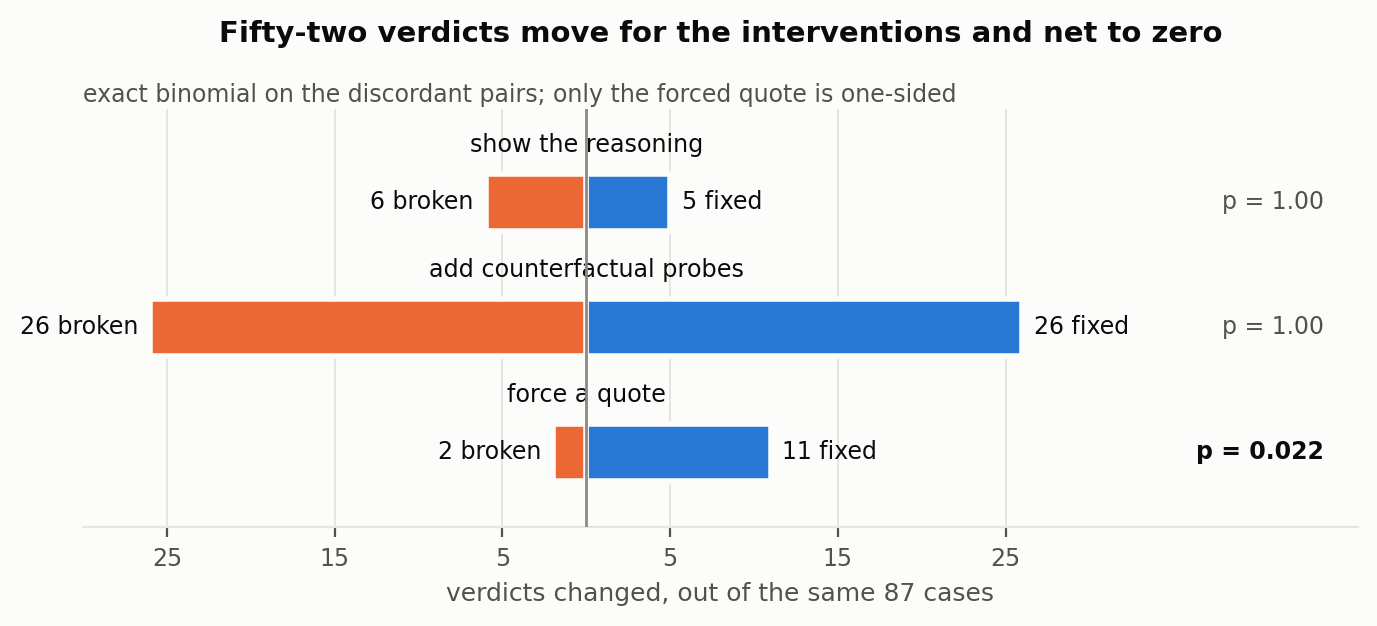 Fifty-two verdicts move for the interventions and net to zero
exact binomial on the discordant pairs; only the forced quote is one-sided
show the reasoning
6 broken 5 fixed p = 1.00
add counterfactual probes
26 broken 26 fixed p = 1.00
force a quote
2 broken 11 fixed p = 0.022
25 15 5 5 15 25
verdicts changed, out of the same 87 cases